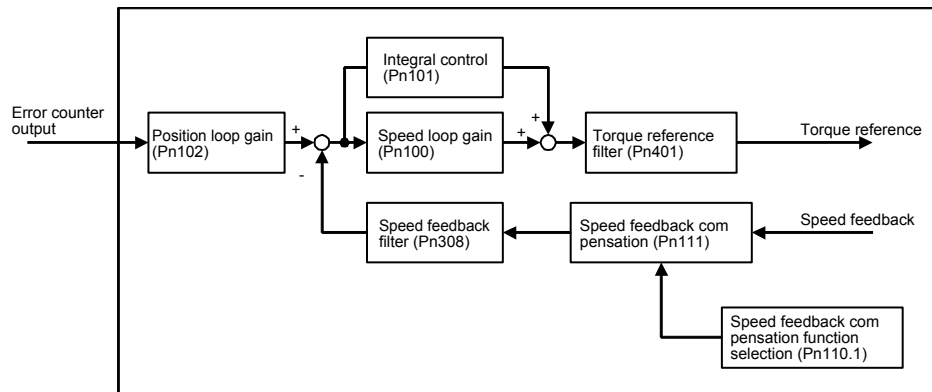 Integral control
(Pn101)
Error counter
output
Position loop gain
(Pn102)
+
-
Speed loop gain
(Pn100)
+
+
Torque reference
filter (Pn401)
Torque reference
Speed feedback
filter (Pn308)
Speed feedback com
pensation (Pn111)
Speed feedback
Speed feedback com
pensation function
selection (Pn110.1)